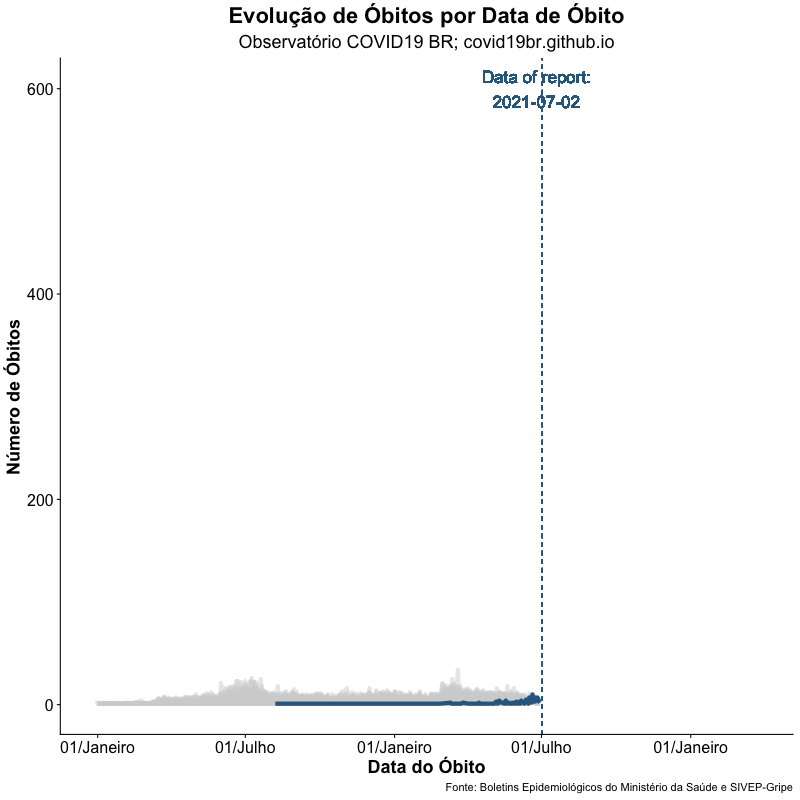 Evolução de Óbitos por Data de Óbito
Observatório COVID19 BR; covid19br.github.io
Data of report:
2021-07-02
600
400
200
0
Número de Óbitos
01/Janeiro
01/Julho
01/Janeiro
01/Julho
01/Janeiro
Data do Óbito
Fonte: Boletins Epidemiológicos do Ministério da Saúde e SIVEP-Gripe